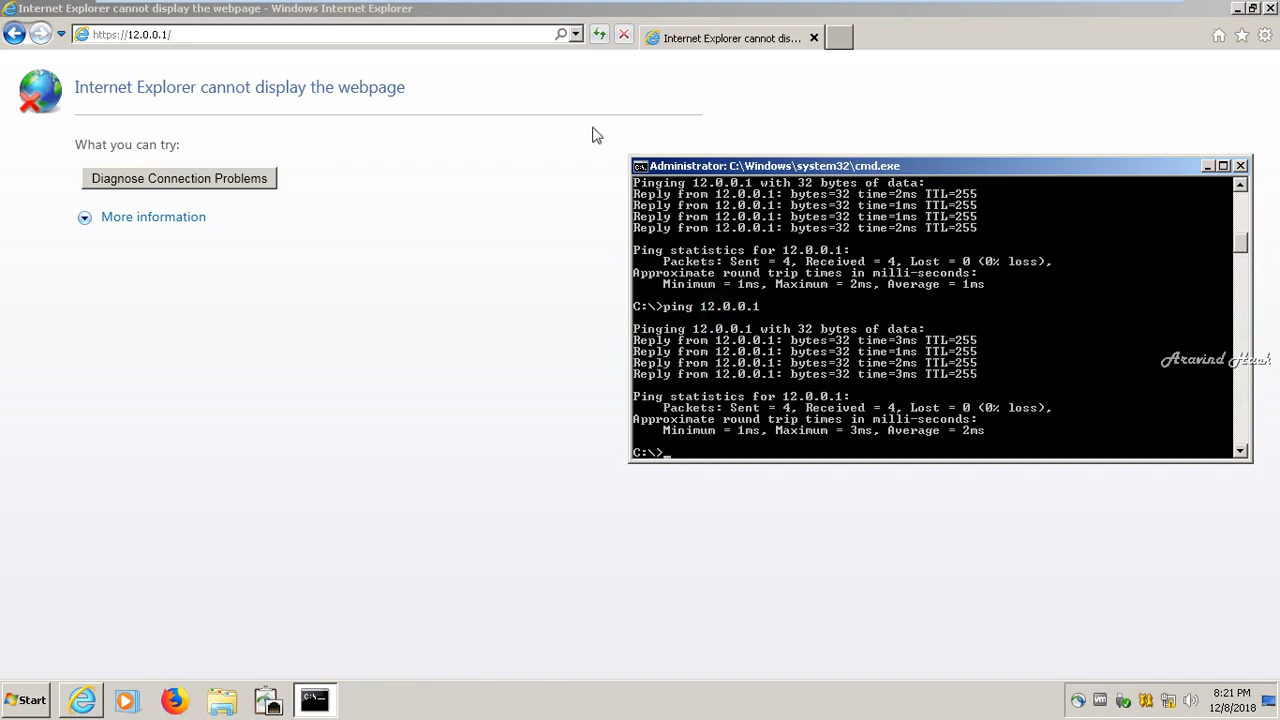 Internet Explorer cannot display the webpage - Windows Internet Explorer
https://12.0.0.1/
Internet Explorer cannot dis...
Internet Explorer cannot display the webpage
What you can try:
Diagnose Connection Problems
More information
Administrator: C:\Windows\system32\cmd.exe
Pinging 12.0.0.1 with 32 bytes of data:
Reply from 12.0.0.1: bytes=32 time=2ms TTL=255
Reply from 12.0.0.1: bytes=32 time=1ms TTL=255
Reply from 12.0.0.1: bytes=32 time=1ms TTL=255
Reply from 12.0.0.1: bytes=32 time=2ms TTL=255
Ping statistics for 12.0.0.1:
Packets: Sent = 4, Received = 4, Lost = 0 (0% loss),
Approximate round trip times in milli-seconds:
Minimum = 1ms, Maximum = 2ms, Average = 1ms
C:\>ping 12.0.0.1
Pinging 12.0.0.1 with 32 bytes of data:
Reply from 12.0.0.1: bytes=32 time=3ms TTL=255
Reply from 12.0.0.1: bytes=32 time=1ms TTL=255
Reply from 12.0.0.1: bytes=32 time=2ms TTL=255
Reply from 12.0.0.1: bytes=32 time=3ms TTL=255
Ping statistics for 12.0.0.1:
Packets: Sent = 4, Received = 4, Lost = 0 (0% loss),
Approximate round trip times in milli-seconds:
Minimum = 1ms, Maximum = 3ms, Average = 2ms
C:\>_
Aravind
Start
8:21 PM
12/8/2018